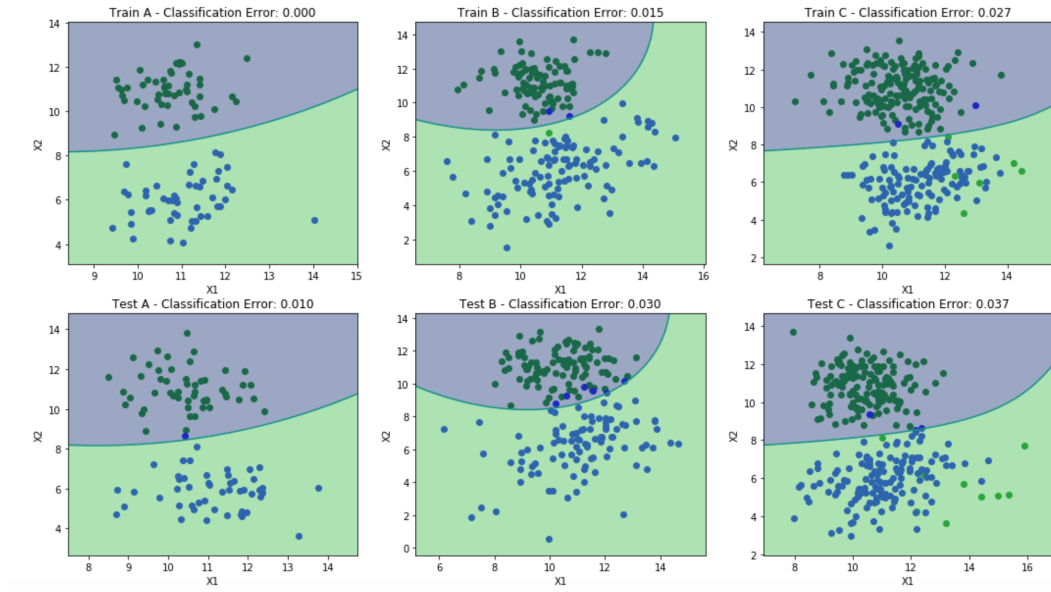 Train A - Classification Error: 0.000
14
12
10
8
6
4
X2
9 10 11 12 13 14 15
X1
Train B - Classification Error: 0.015
14
12
10
8
6
4
2
X2
8 10 12 14 16
X1
Train C - Classification Error: 0.027
14
12
10
8
6
4
2
X2
8 10 12 14
X1
Test A - Classification Error: 0.010
14
12
10
8
6
4
X2
8 9 10 11 12 13 14
X1
Test B - Classification Error: 0.030
14
12
10
8
6
4
2
0
X2
6 8 10 12 14
X1
Test C - Classification Error: 0.037
14
12
10
8
6
4
2
X2
8 10 12 14 16
X1